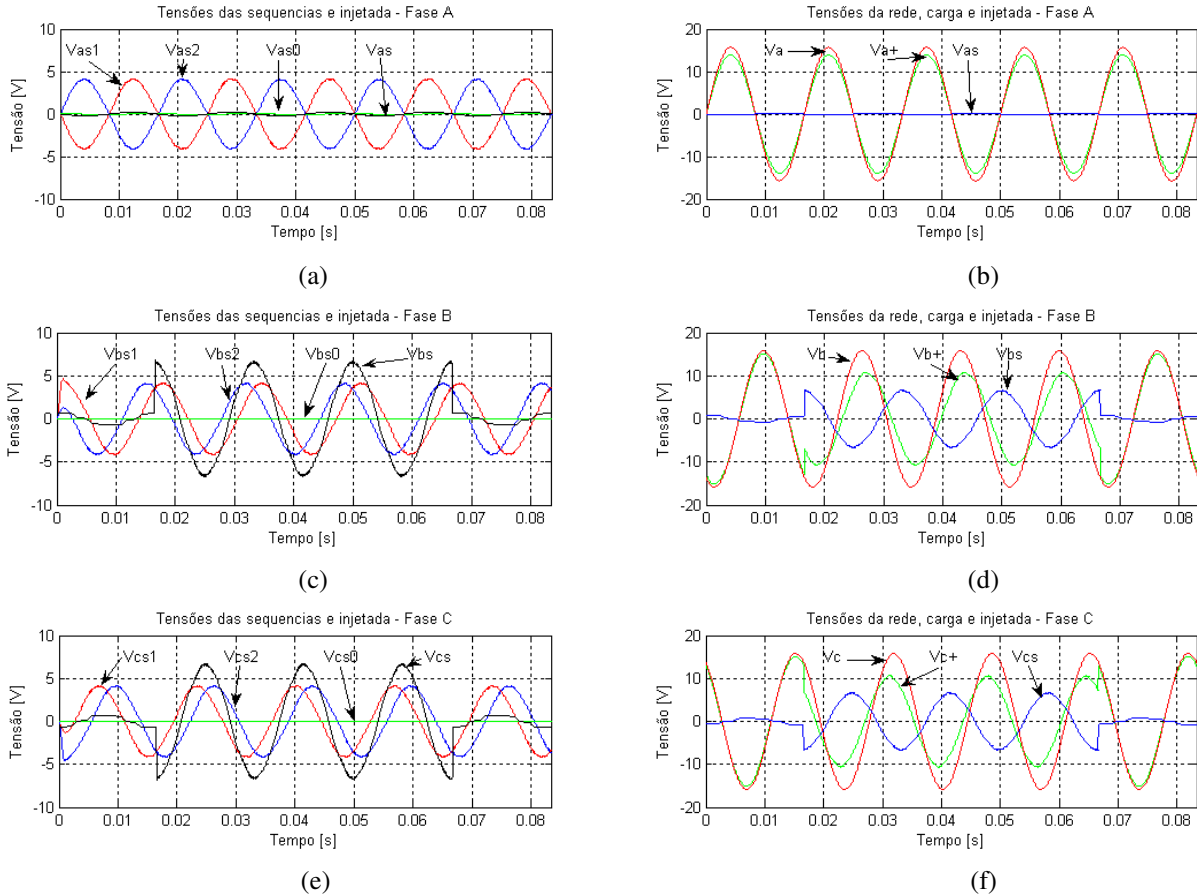 Tensões das sequencias e injetada - Fase A
10
5
0
-5
-10
Tensão [V]
Vas1
Vas2
Vas0
Vas
0 0.01 0.02 0.03 0.04 0.05 0.06 0.07 0.08
Tempo [s]
(a)
Tensões da rede, carga e injetada - Fase A
20
10
0
-10
-20
Tensão [V]
Va
Va+
Vas
0 0.01 0.02 0.03 0.04 0.05 0.06 0.07 0.08
Tempo [s]
(b)
Tensões das sequencias e injetada - Fase B
10
5
0
-5
-10
Tensão [V]
Vbs1
Vbs2
Vbs0
Vbs
0 0.01 0.02 0.03 0.04 0.05 0.06 0.07 0.08
Tempo [s]
(c)
Tensões da rede, carga e injetada - Fase B
20
10
0
-10
-20
Tensão [V]
Vb
Vb+
Vbs
0 0.01 0.02 0.03 0.04 0.05 0.06 0.07 0.08
Tempo [s]
(d)
Tensões das sequencias e injetada - Fase C
10
5
0
-5
-10
Tensão [V]
Vcs1
Vcs2
Vcs0
Vcs
0 0.01 0.02 0.03 0.04 0.05 0.06 0.07 0.08
Tempo [s]
(e)
Tensões da rede, carga e injetada - Fase C
20
10
0
-10
-20
Tensão [V]
Vc
Vc+
Vcs
0 0.01 0.02 0.03 0.04 0.05 0.06 0.07 0.08
Tempo [s]
(f)